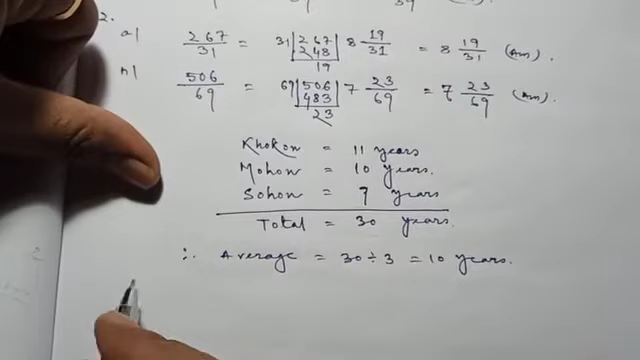 2.
a) 267/31 = 31|267|8 19/31 = 8 19/31 (Ans).
248
19
h) 506/69 = 69|506|7 23/69 = 7 23/69 (Ans).
483
23
Khokon = 11 years
Mohon = 10 years.
Sohon = 9 years
Total = 30 years.
∴ Average = 30 ÷ 3 = 10 years.